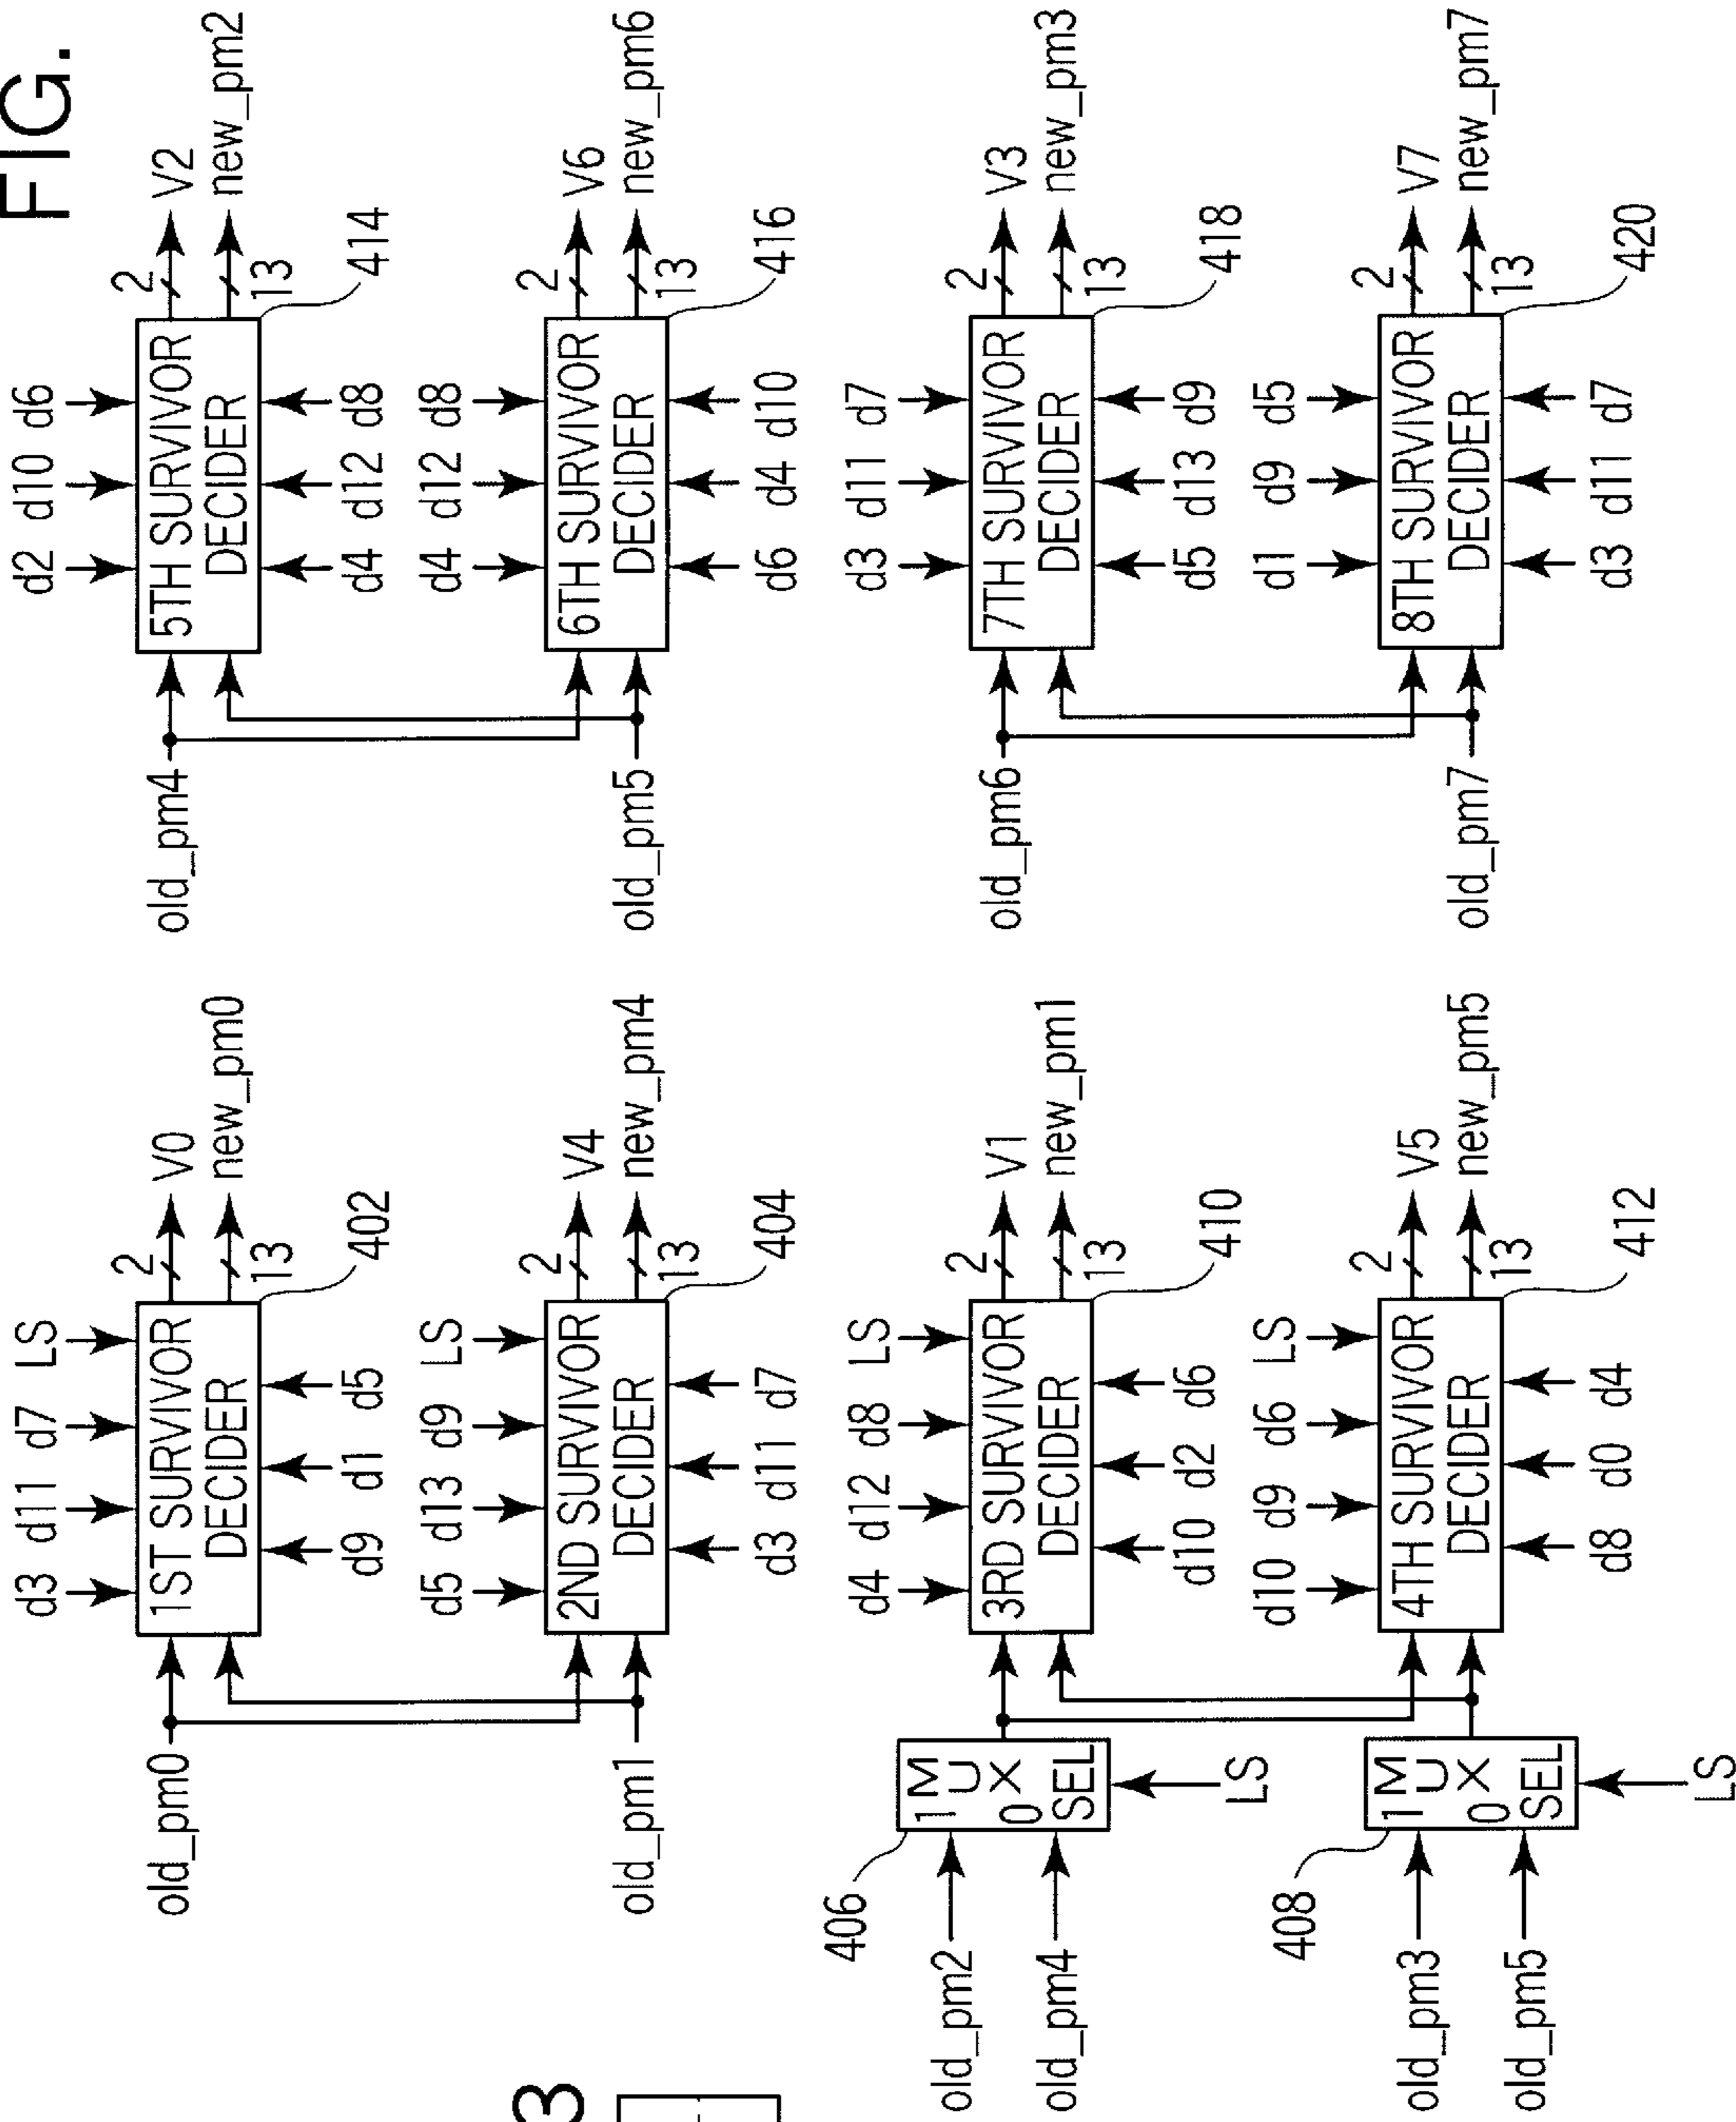 FIG.
3
d3 d11 d7 LS
old_pm0
1ST SURVIVOR
DECIDER
2
V0
13
new_pm0
402
d9 d1 d5
d5 d13 d9 LS
old_pm1
2ND SURVIVOR
DECIDER
2
V4
13
new_pm4
404
d3 d11 d7
406
old_pm2
old_pm4
1 M
U
0 X
SEL
LS
d4 d12 d8 LS
3RD SURVIVOR
DECIDER
2
V1
13
new_pm1
410
d10 d2 d6
408
old_pm3
old_pm5
1 M
U
0 X
SEL
LS
d10 d9 d6 LS
4TH SURVIVOR
DECIDER
2
V5
13
new_pm5
412
d8 d0 d4
d2 d10 d6
old_pm4
5TH SURVIVOR
DECIDER
2
V2
13
new_pm2
414
d4 d12 d8
d4 d12 d8
old_pm5
6TH SURVIVOR
DECIDER
2
V6
13
new_pm6
416
d6 d4 d10
d3 d11 d7
old_pm6
7TH SURVIVOR
DECIDER
2
V3
13
new_pm3
418
d5 d13 d9
d1 d9 d5
old_pm7
8TH SURVIVOR
DECIDER
2
V7
13
new_pm7
420
d3 d11 d7